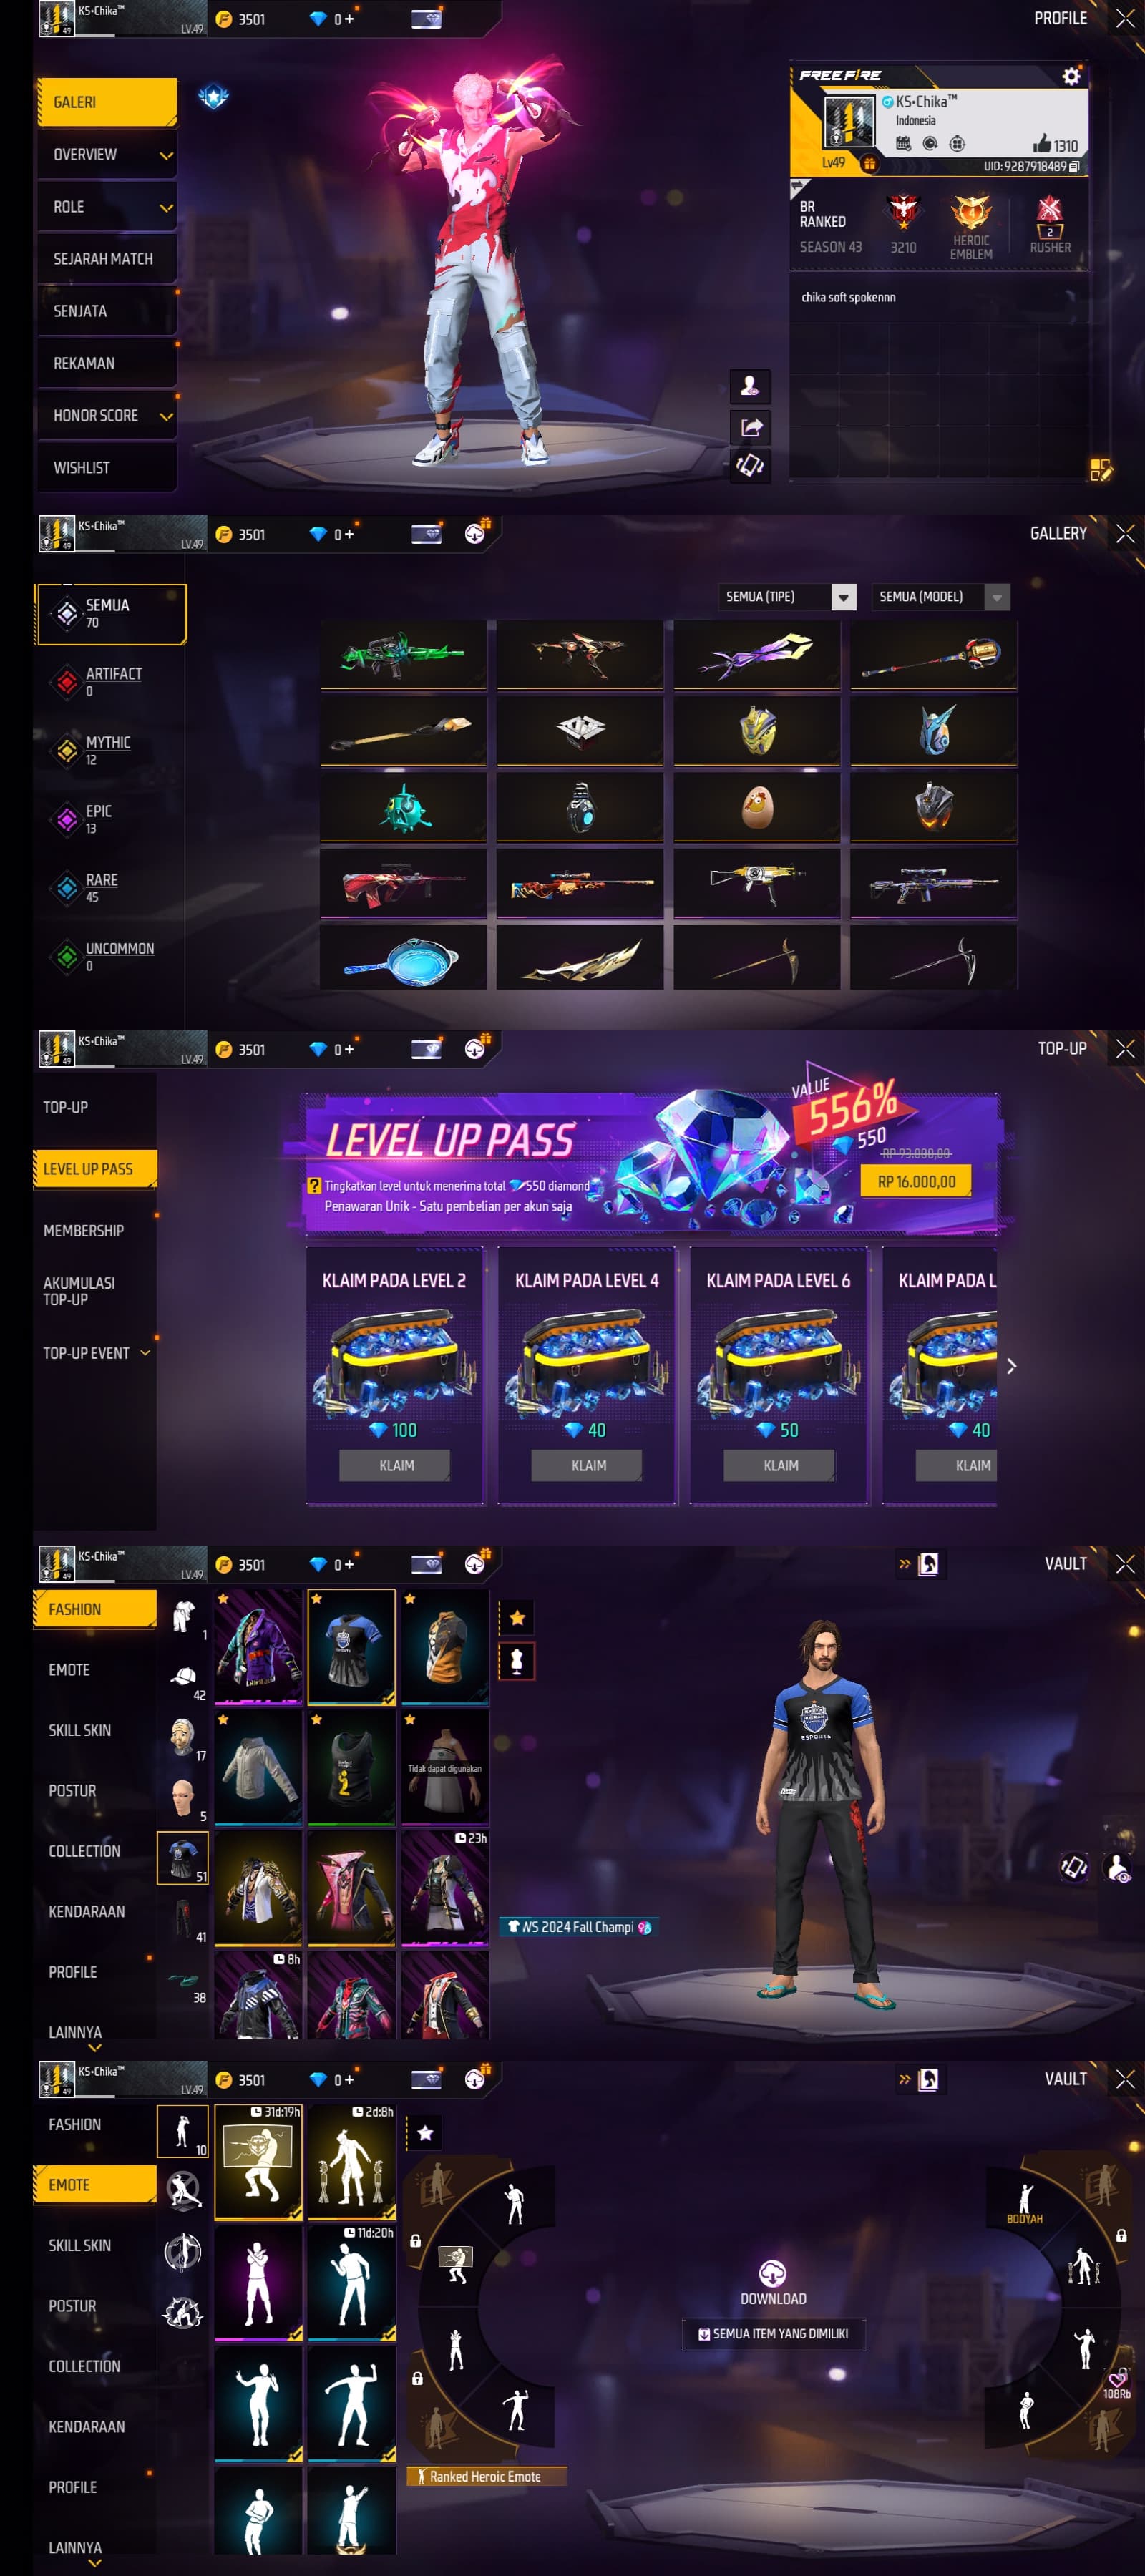 KS•Chika™
49
LV.49
3501
0 +
PROFILE
GALERI
OVERVIEW
ROLE
SEJARAH MATCH
SENJATA
REKAMAN
HONOR SCORE
WISHLIST
FREE FIRE
KS•Chika™
Indonesia
1310
Lv49
UID: 9287918489
BR RANKED
SEASON 43
3210
4
HEROIC EMBLEM
2
RUSHER
chika soft spokennn
KS•Chika™
49
LV.49
3501
0 +
GALLERY
SEMUA
70
ARTIFACT
0
MYTHIC
12
EPIC
13
RARE
45
UNCOMMON
0
SEMUA (TIPE)
SEMUA (MODEL)
KS•Chika™
49
LV.49
3501
0 +
TOP-UP
TOP-UP
LEVEL UP PASS
MEMBERSHIP
AKUMULASI TOP-UP
TOP-UP EVENT
LEVEL UP PASS
? Tingkatkan level untuk menerima total 550 diamond
Penawaran Unik - Satu pembelian per akun saja
VALUE
556%
550
RP 93.000,00
RP 16.000,00
KLAIM PADA LEVEL 2
100
KLAIM
KLAIM PADA LEVEL 4
40
KLAIM
KLAIM PADA LEVEL 6
50
KLAIM
KLAIM PADA L
40
KLAIM
KS•Chika™
49
LV.49
3501
0 +
VAULT
FASHION
EMOTE
SKILL SKIN
POSTUR
COLLECTION
KENDARAAN
PROFILE
LAINNYA
1
42
17
5
51
41
38
Tidak dapat digunakan
23h
8h
WS 2024 Fall Champi
ESPORTS
KS•Chika™
49
LV.49
3501
0 +
VAULT
FASHION
EMOTE
SKILL SKIN
POSTUR
COLLECTION
KENDARAAN
PROFILE
LAINNYA
10
31d:19h
2d:8h
11d:20h
BOOYAH
DOWNLOAD
SEMUA ITEM YANG DIMILIKI
108Rb
Ranked Heroic Emote